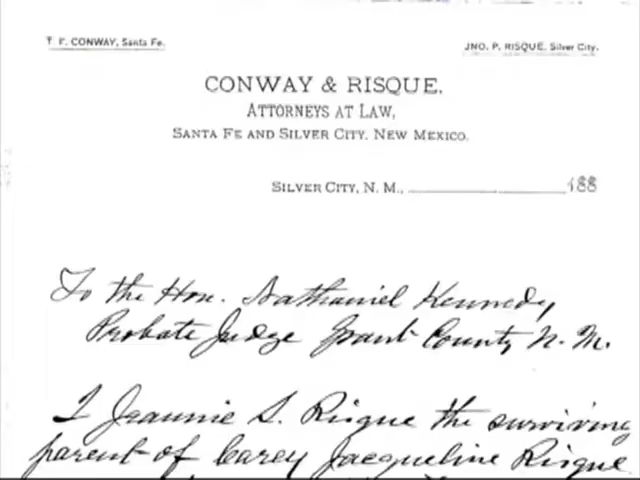 T. F. CONWAY, Santa Fe.
JNO. P. RISQUE, Silver City.
CONWAY & RISQUE.
ATTORNEYS AT LAW,
SANTA FE AND SILVER CITY, NEW MEXICO.
SILVER CITY, N. M., 188
To the Hon. Nathaniel Kennedy
Probate Judge Grant County N. M.
I Jeannie S. Risque the surviving
parent of Carey Jacqueline Risque